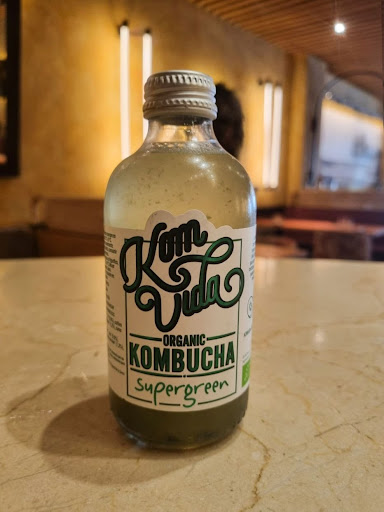 Kom
Vida
ORGANIC
KOMBUCHA
supergreen